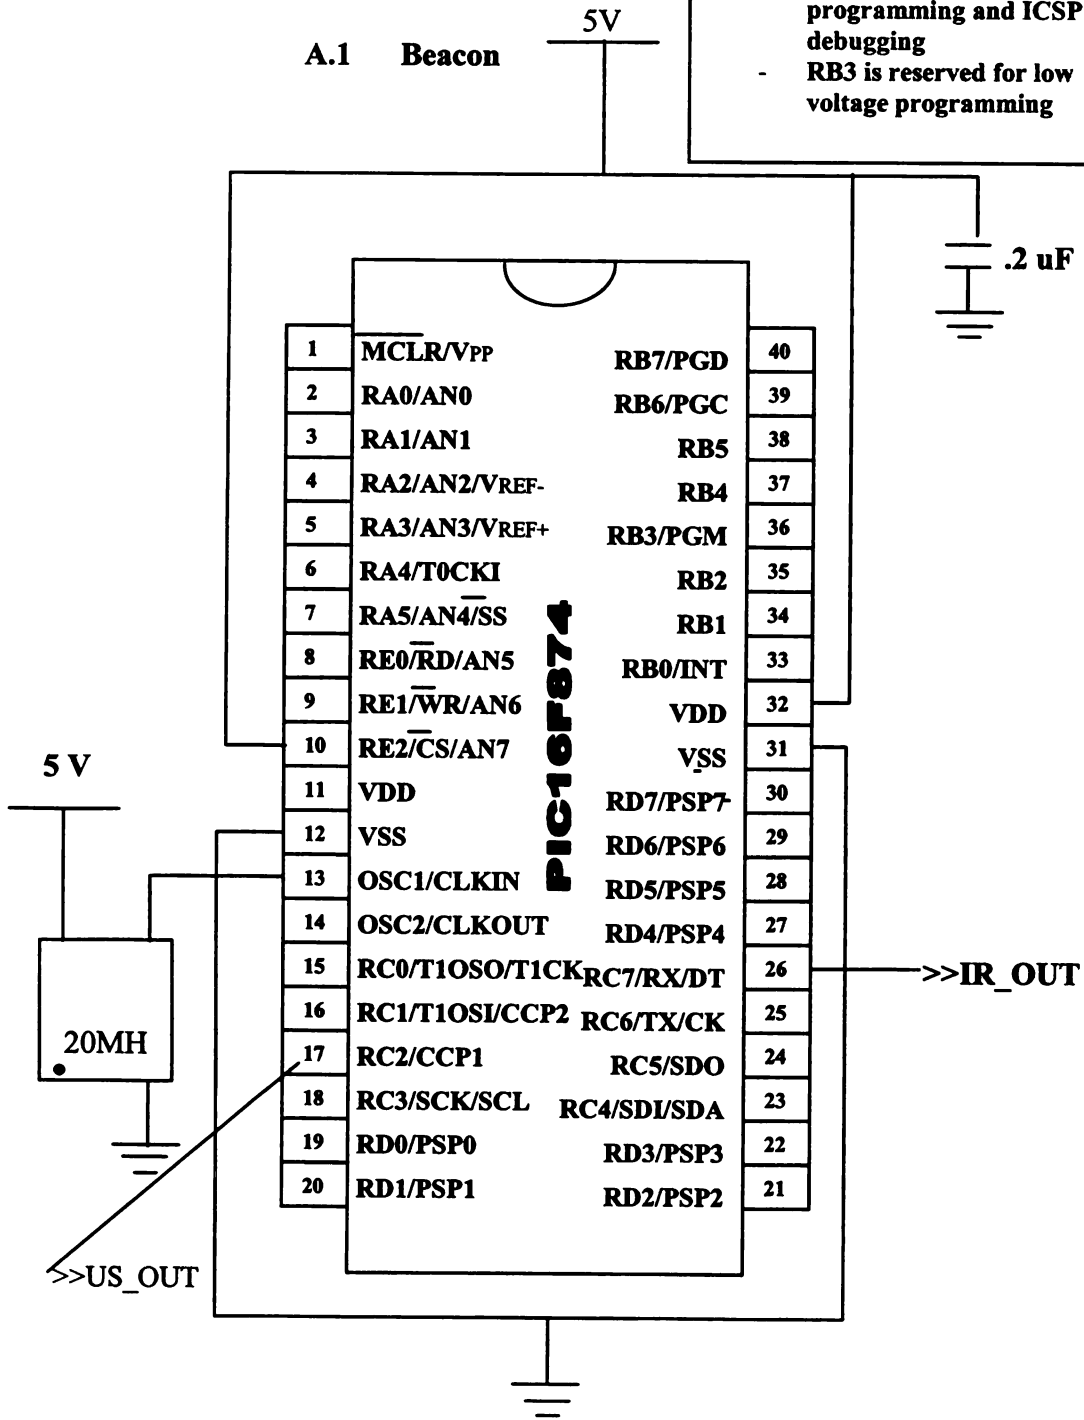 programming and ICSP
debugging
- RB3 is reserved for low
voltage programming
A.1 Beacon
5V
.2 uF
1 MCLR/VPP
2 RA0/AN0
3 RA1/AN1
4 RA2/AN2/VREF-
5 RA3/AN3/VREF+
6 RA4/T0CKI
7 RA5/AN4/SS
8 RE0/RD/AN5
9 RE1/WR/AN6
10 RE2/CS/AN7
11 VDD
12 VSS
13 OSC1/CLKIN
14 OSC2/CLKOUT
15 RC0/T1OSO/T1CK
16 RC1/T1OSI/CCP2
17 RC2/CCP1
18 RC3/SCK/SCL
19 RD0/PSP0
20 RD1/PSP1
PIC16F874
RB7/PGD 40
RB6/PGC 39
RB5 38
RB4 37
RB3/PGM 36
RB2 35
RB1 34
RB0/INT 33
VDD 32
VSS 31
RD7/PSP7 30
RD6/PSP6 29
RD5/PSP5 28
RD4/PSP4 27
RC7/RX/DT 26
RC6/TX/CK 25
RC5/SDO 24
RC4/SDI/SDA 23
RD3/PSP3 22
RD2/PSP2 21
5 V
20MH
>>IR_OUT
>>US_OUT